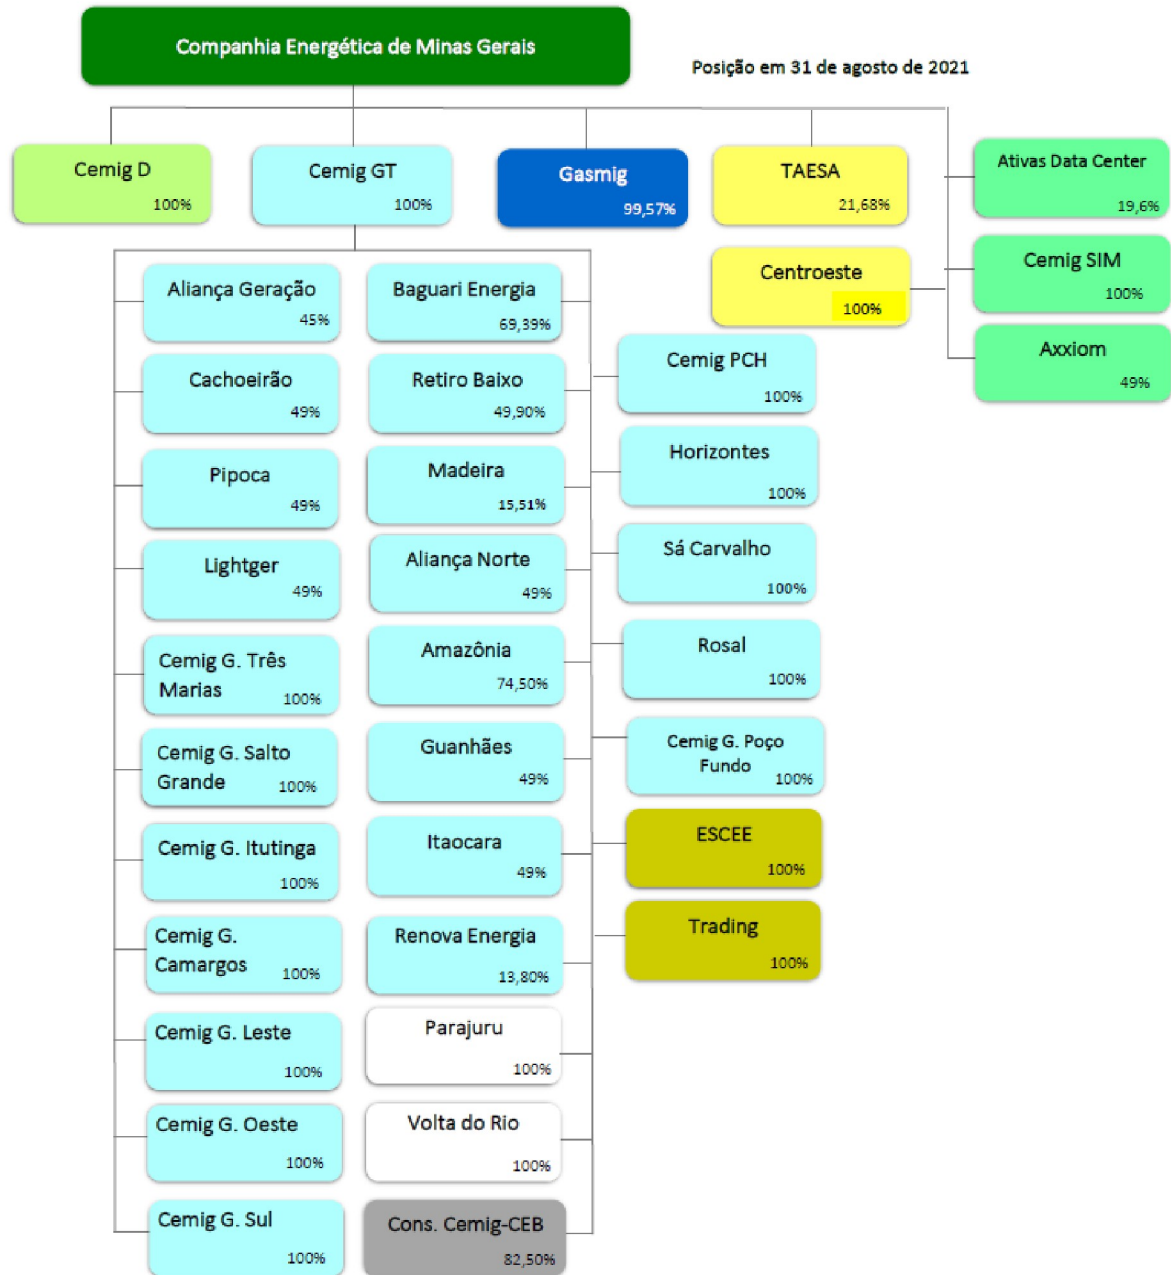 Companhia Energética de Minas Gerais
Posição em 31 de agosto de 2021
Cemig D
100%
Cemig GT
100%
Gasmig
99,57%
TAESA
21,68%
Ativas Data Center
19,6%
Centroeste
100%
Cemig SIM
100%
Axxiom
49%
Aliança Geração
45%
Cachoeirão
49%
Pipoca
49%
Lightger
49%
Cemig G. Três
Marias
100%
Cemig G. Salto
Grande
100%
Cemig G. Itutinga
100%
Cemig G.
Camargos
100%
Cemig G. Leste
100%
Cemig G. Oeste
100%
Cemig G. Sul
100%
Baguari Energia
69,39%
Retiro Baixo
49,90%
Madeira
15,51%
Aliança Norte
49%
Amazônia
74,50%
Guanhães
49%
Itaocara
49%
Renova Energia
13,80%
Parajuru
100%
Volta do Rio
100%
Cons. Cemig-CEB
82,50%
Cemig PCH
100%
Horizontes
100%
Sá Carvalho
100%
Rosal
100%
Cemig G. Poço
Fundo
100%
ESCEE
100%
Trading
100%